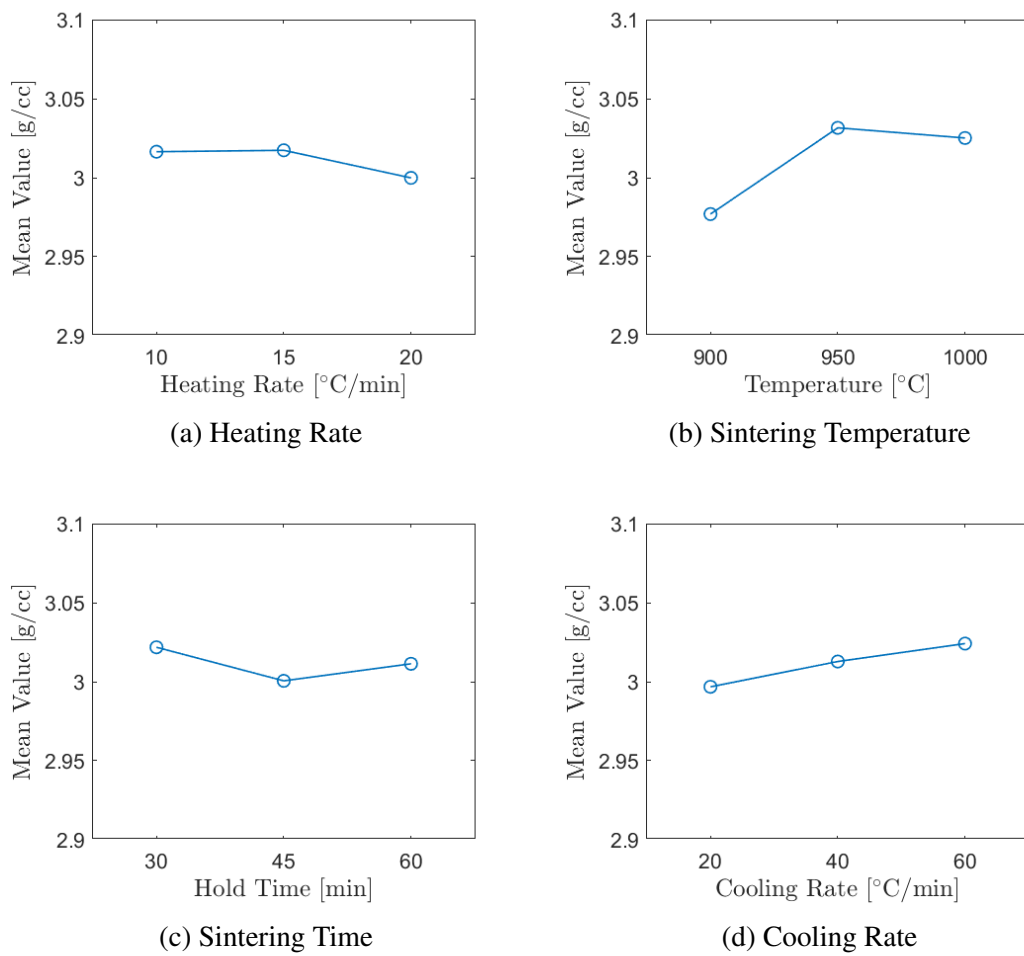 3.1
3.05
3
2.95
2.9
Mean Value [g/cc]
10 15 20
Heating Rate [°C/min]
(a) Heating Rate
3.1
3.05
3
2.95
2.9
Mean Value [g/cc]
900 950 1000
Temperature [°C]
(b) Sintering Temperature
3.1
3.05
3
2.95
2.9
Mean Value [g/cc]
30 45 60
Hold Time [min]
(c) Sintering Time
3.1
3.05
3
2.95
2.9
Mean Value [g/cc]
20 40 60
Cooling Rate [°C/min]
(d) Cooling Rate